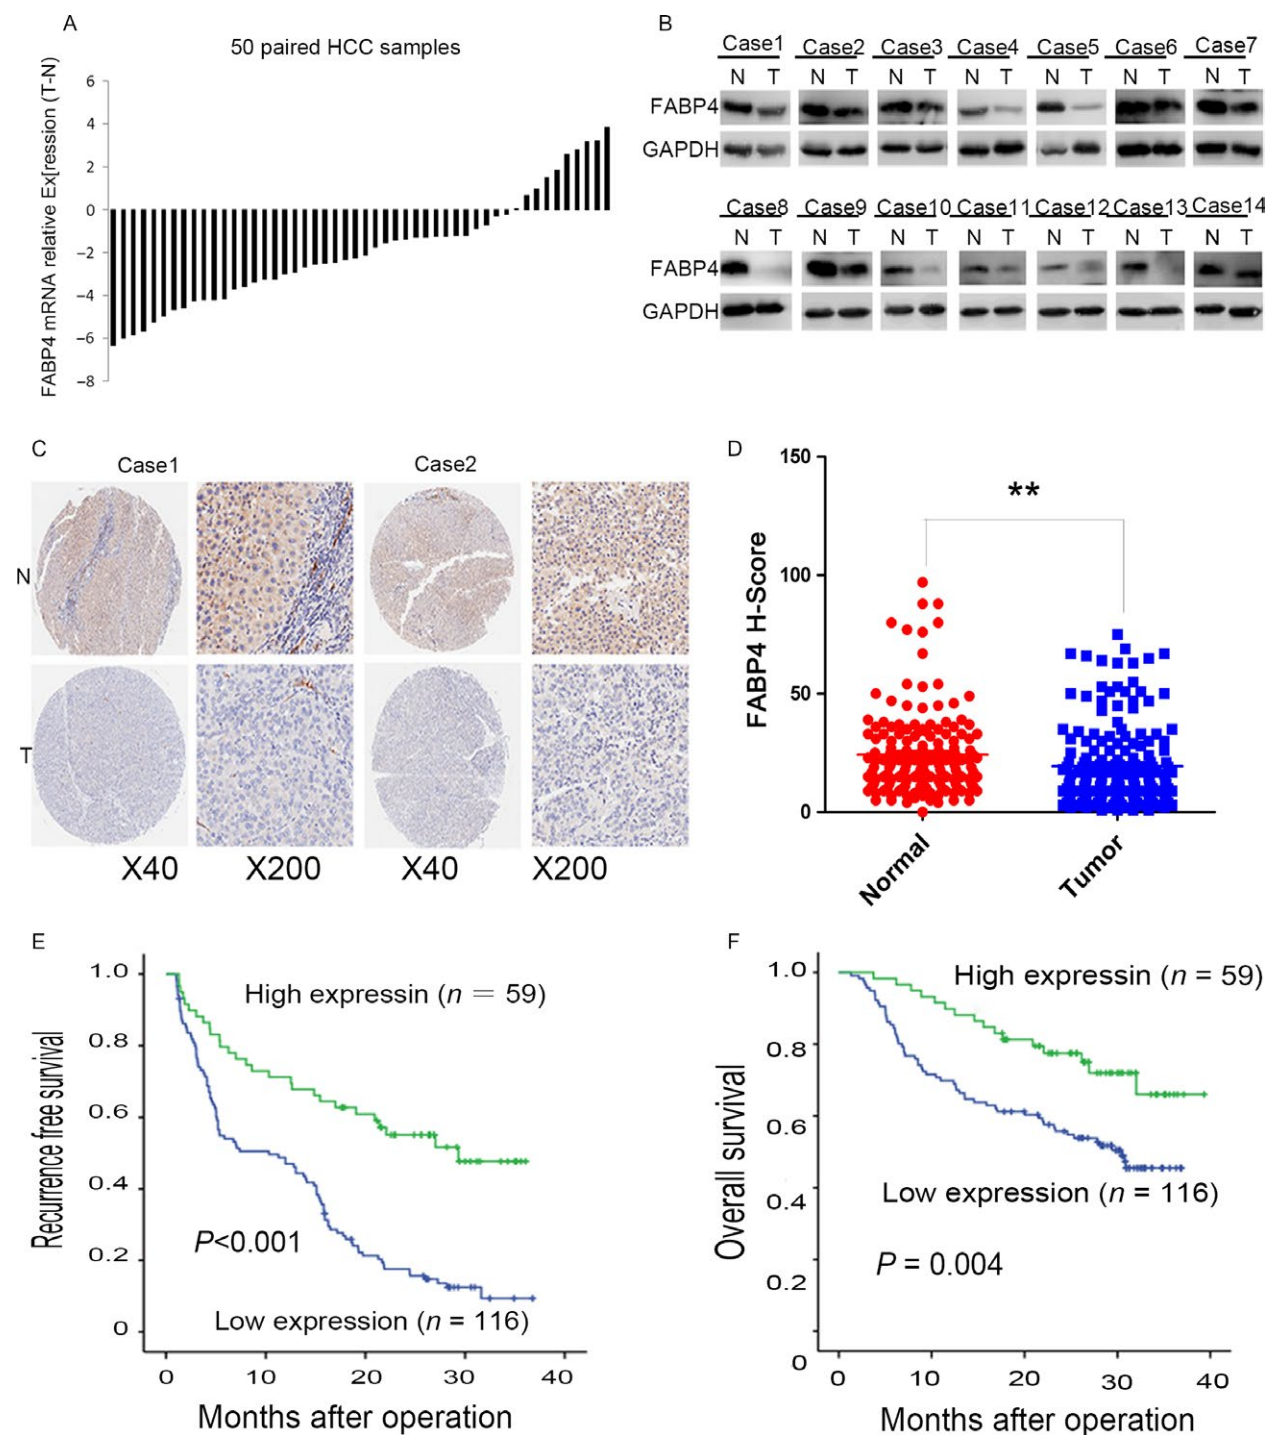 A
50 paired HCC samples
FABP4 mRNA relative Ex[ression (T-N)
6
4
2
0
−2
−4
−6
−8
B
Case1 Case2 Case3 Case4 Case5 Case6 Case7
N T N T N T N T N T N T N T
FABP4
GAPDH
Case8 Case9 Case10 Case11 Case12 Case13 Case14
N T N T N T N T N T N T N T
FABP4
GAPDH
C
Case1 Case2
N
T
X40 X200 X40 X200
D
FABP4 H-Score
150
100
50
0
**
Normal Tumor
E
Recurrence free survival
1.0
0.8
0.6
0.4
0.2
0
High expressin (n = 59)
P<0.001
Low expression (n = 116)
0 10 20 30 40
Months after operation
F
Overall survival
1.0
0.8
0.6
0.4
0.2
0
High expressin (n = 59)
Low expression (n = 116)
P = 0.004
0 10 20 30 40
Months after operation